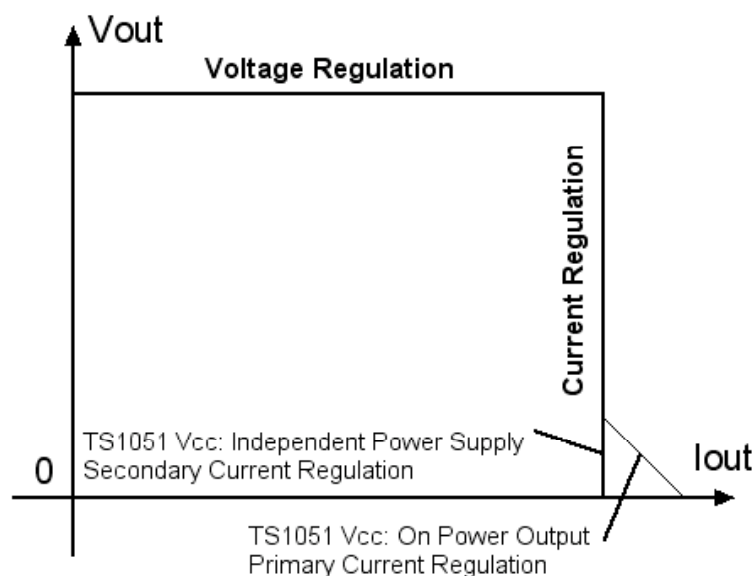 Vout
Voltage Regulation
Current Regulation
TS1051 Vcc: Independent Power Supply
Secondary Current Regulation
0
Iout
TS1051 Vcc: On Power Output
Primary Current Regulation